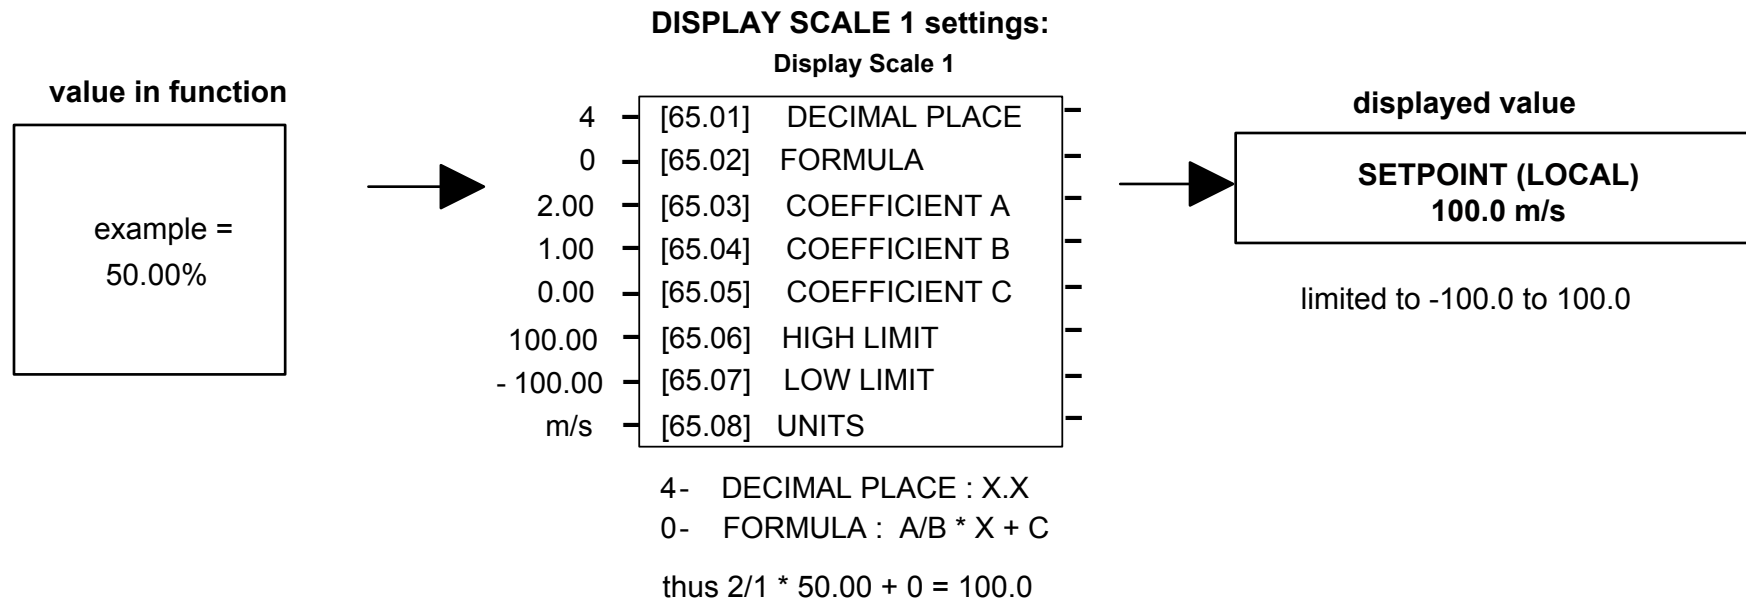 DISPLAY SCALE 1 settings:
Display Scale 1
value in function
example =
50.00%
4 [65.01] DECIMAL PLACE
0 [65.02] FORMULA
2.00 [65.03] COEFFICIENT A
1.00 [65.04] COEFFICIENT B
0.00 [65.05] COEFFICIENT C
100.00 [65.06] HIGH LIMIT
- 100.00 [65.07] LOW LIMIT
m/s [65.08] UNITS
4- DECIMAL PLACE : X.X
0- FORMULA : A/B * X + C
thus 2/1 * 50.00 + 0 = 100.0
displayed value
SETPOINT (LOCAL)
100.0 m/s
limited to -100.0 to 100.0